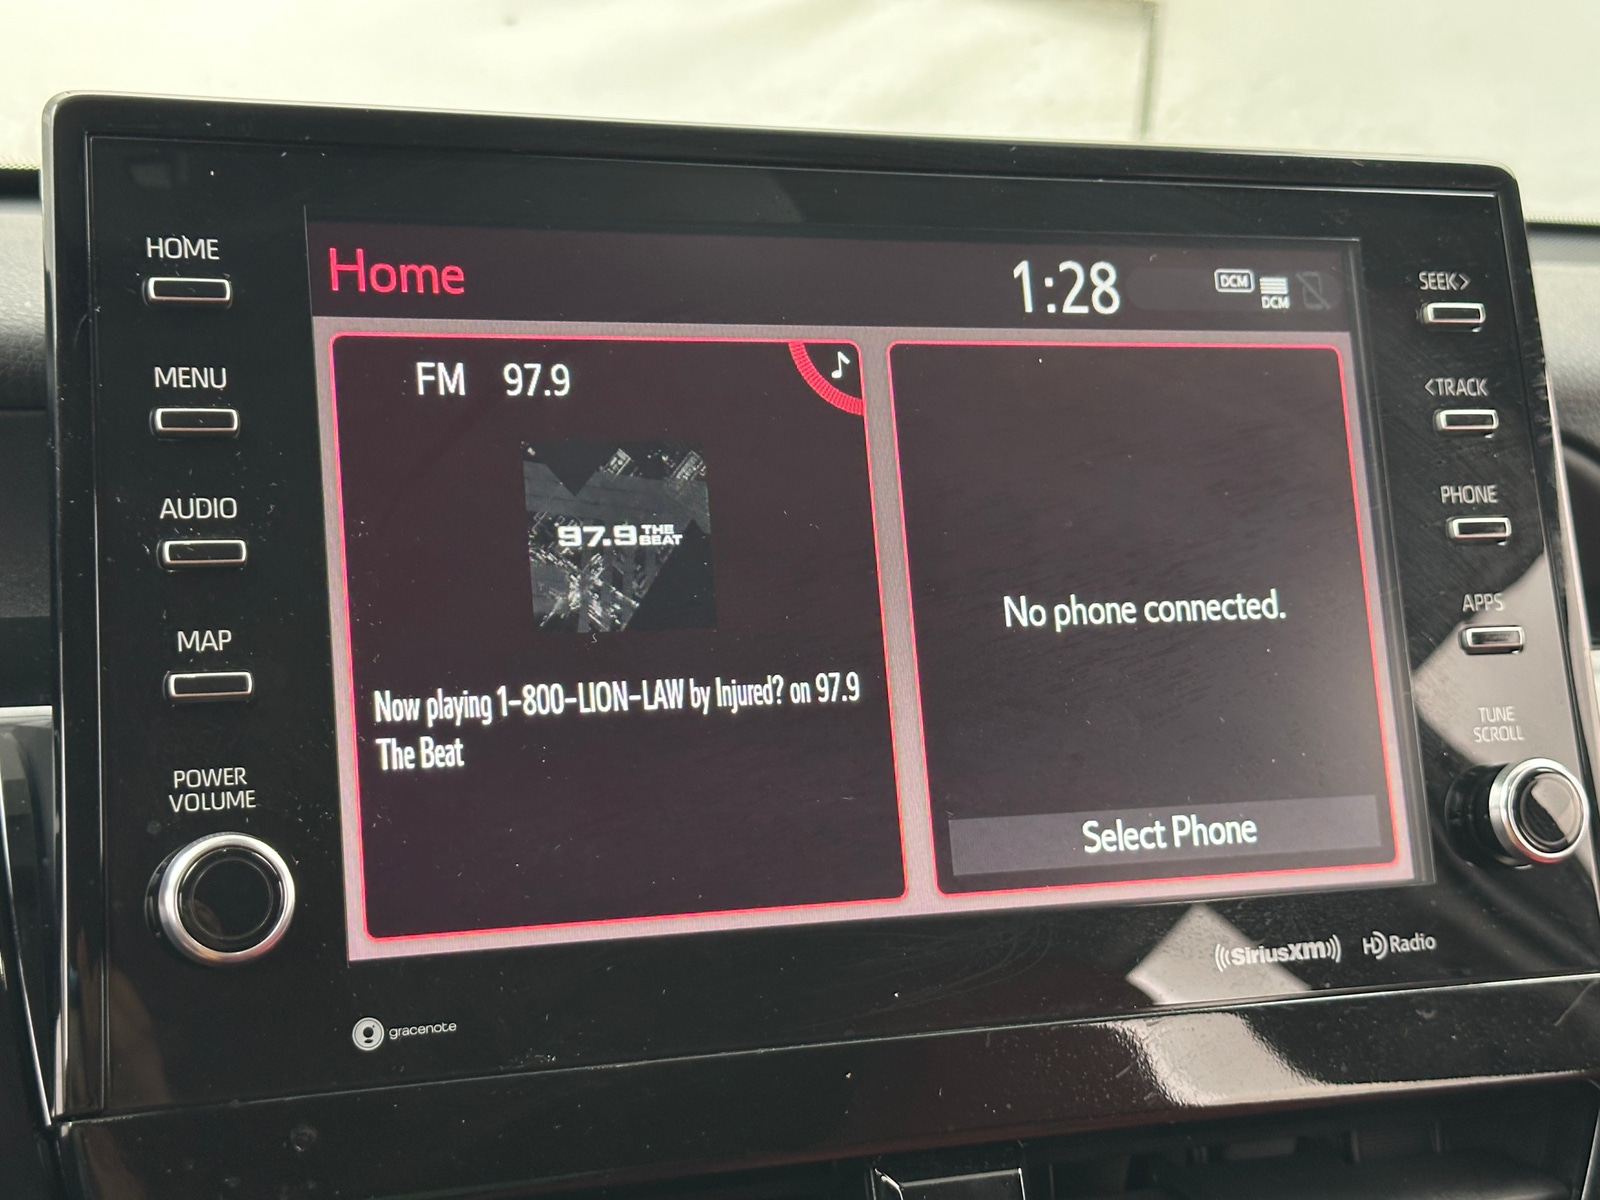 HOME
MENU
AUDIO
MAP
POWER
VOLUME
Home
1:28
DCM
DCM
FM 97.9
97.9 THE
BEAT
Now playing 1-800-LION-LAW by Injured? on 97.9
The Beat
No phone connected.
Select Phone
SEEK>
<TRACK
PHONE
APPS
TUNE
SCROLL
((SiriusXM))
HD Radio
g gracenote